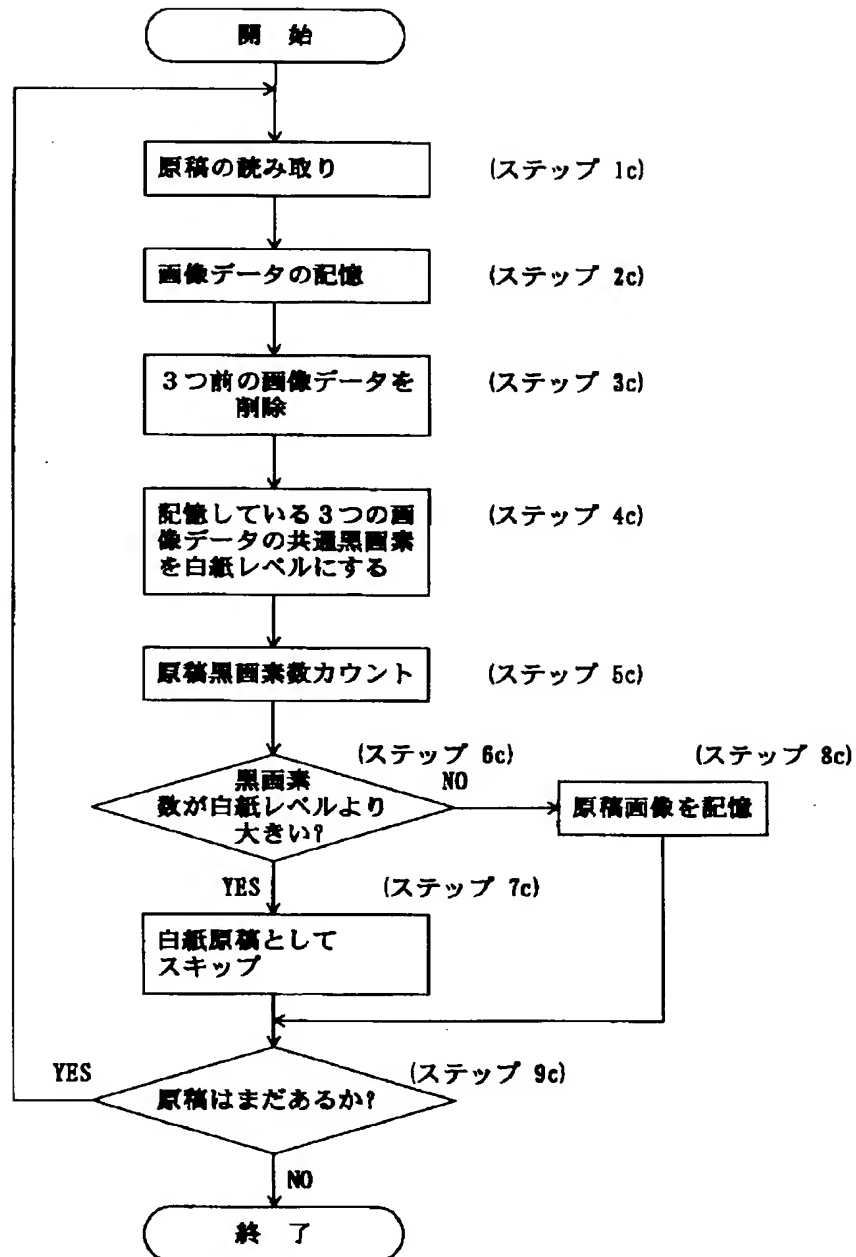 開 始
原稿の読み取り (ステップ 1c)
画像データの記憶 (ステップ 2c)
3つ前の画像データを (ステップ 3c)
削除
記憶している3つの画 (ステップ 4c)
像データの共通黒画素
を白紙レベルにする
原稿黒画素数カウント (ステップ 5c)
(ステップ 6c) (ステップ 8c)
黒画素
数が白紙レベルより
大きい?
NO
原稿画像を記憶
YES (ステップ 7c)
白紙原稿として
スキップ
YES (ステップ 9c)
原稿はまだあるか?
NO
終 了